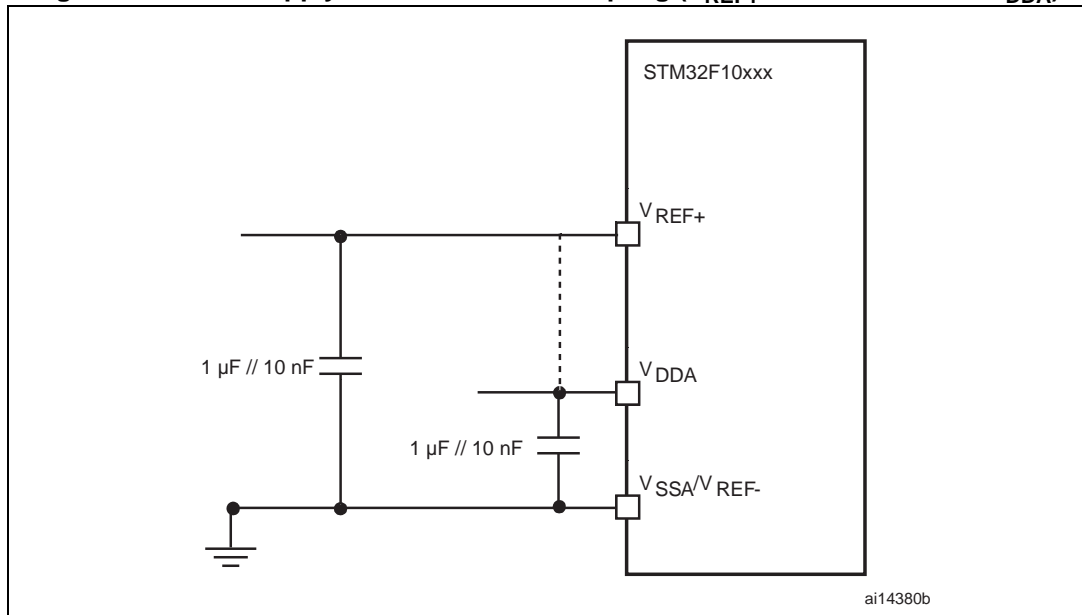 STM32F10xxx
VREF+
1 µF // 10 nF
VDDA
1 µF // 10 nF
VSSA/VREF-
ai14380b